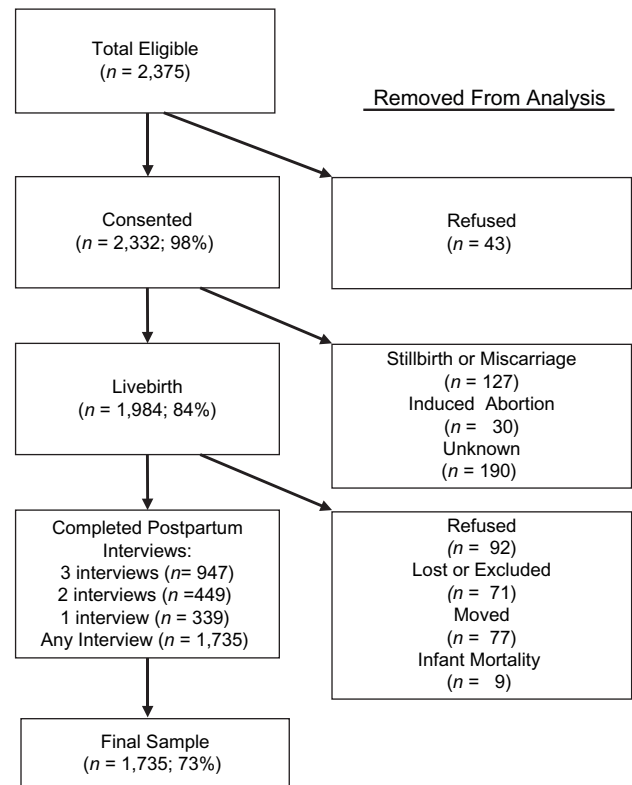 Total Eligible
(n = 2,375)
Removed From Analysis
Consented
(n = 2,332; 98%)
Refused
(n = 43)
Livebirth
(n = 1,984; 84%)
Stillbirth or Miscarriage
(n = 127)
Induced Abortion
(n = 30)
Unknown
(n = 190)
Completed Postpartum
Interviews:
3 interviews (n= 947)
2 interviews (n =449)
1 interview (n = 339)
Any Interview (n = 1,735)
Refused
(n = 92)
Lost or Excluded
(n = 71)
Moved
(n = 77)
Infant Mortality
(n = 9)
Final Sample
(n = 1,735; 73%)